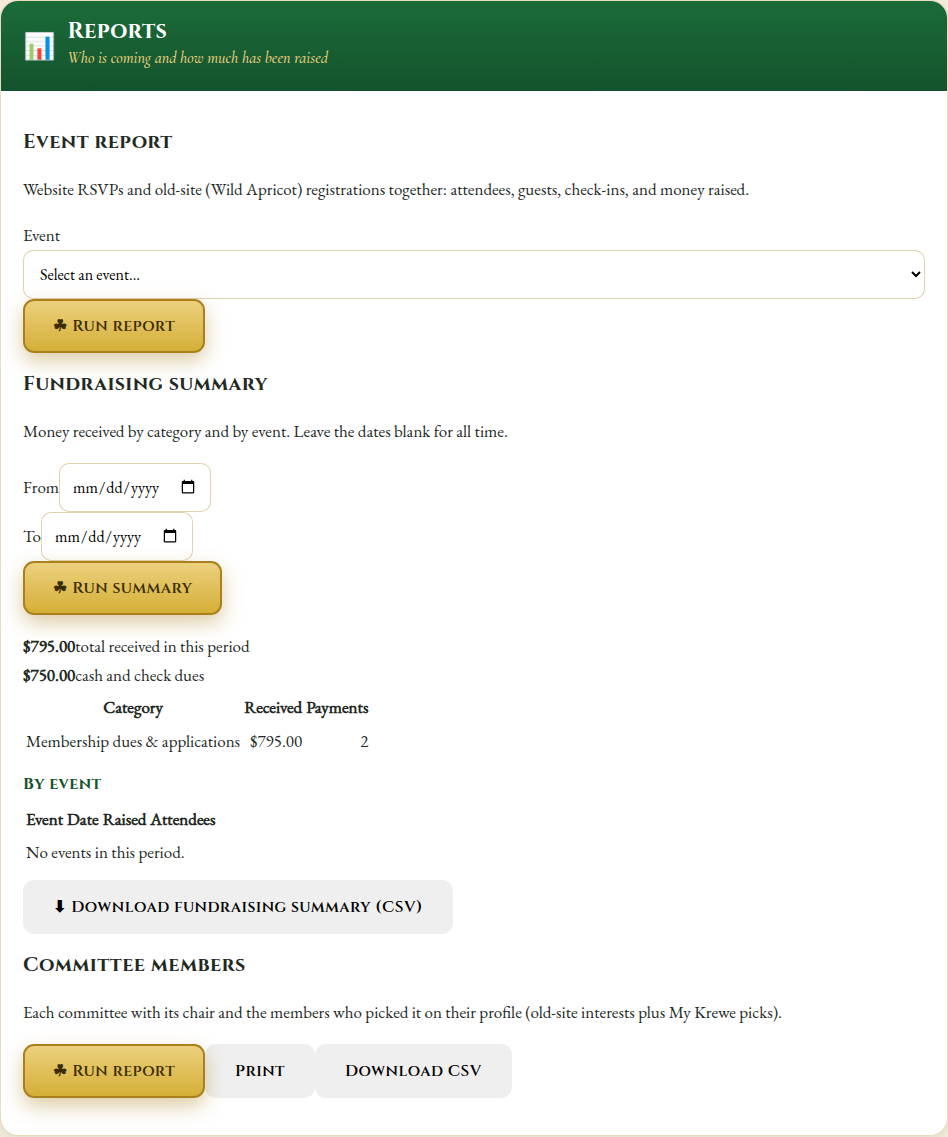 Reports
Who is coming and how much has been raised
Event report
Website RSVPs and old-site (Wild Apricot) registrations together: attendees, guests, check-ins, and money raised.
Event
Select an event...
☘ Run report
Fundraising summary
Money received by category and by event. Leave the dates blank for all time.
From mm/dd/yyyy
To mm/dd/yyyy
☘ Run summary
$795.00total received in this period
$750.00cash and check dues
Category Received Payments
Membership dues & applications $795.00 2
By event
Event Date Raised Attendees
No events in this period.
⬇ Download fundraising summary (CSV)
Committee members
Each committee with its chair and the members who picked it on their profile (old-site interests plus My Krewe picks).
☘ Run report Print Download CSV